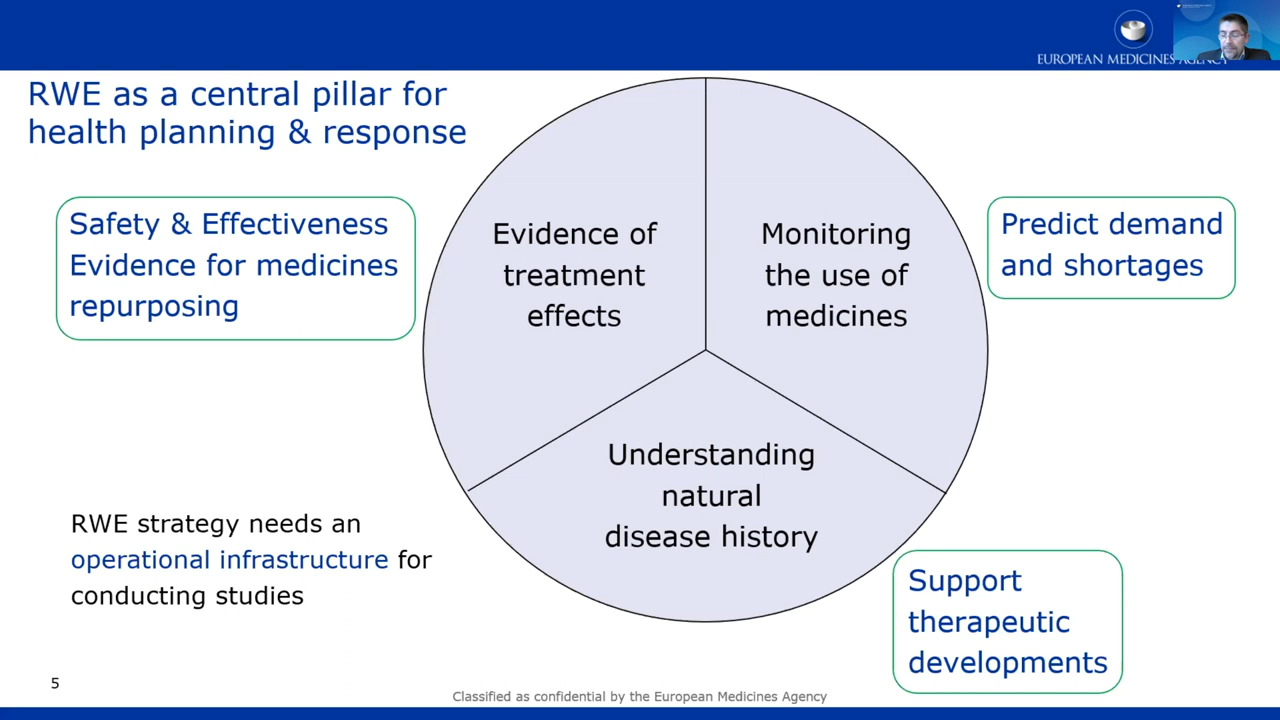 EUROPEAN MEDICINES AGENCY
RWE as a central pillar for
health planning & response
Safety & Effectiveness
Evidence for medicines
repurposing
Evidence of
treatment
effects
Monitoring
the use of
medicines
Predict demand
and shortages
Understanding
natural
disease history
RWE strategy needs an
operational infrastructure for
conducting studies
Support
therapeutic
developments
5
Classified as confidential by the European Medicines Agency